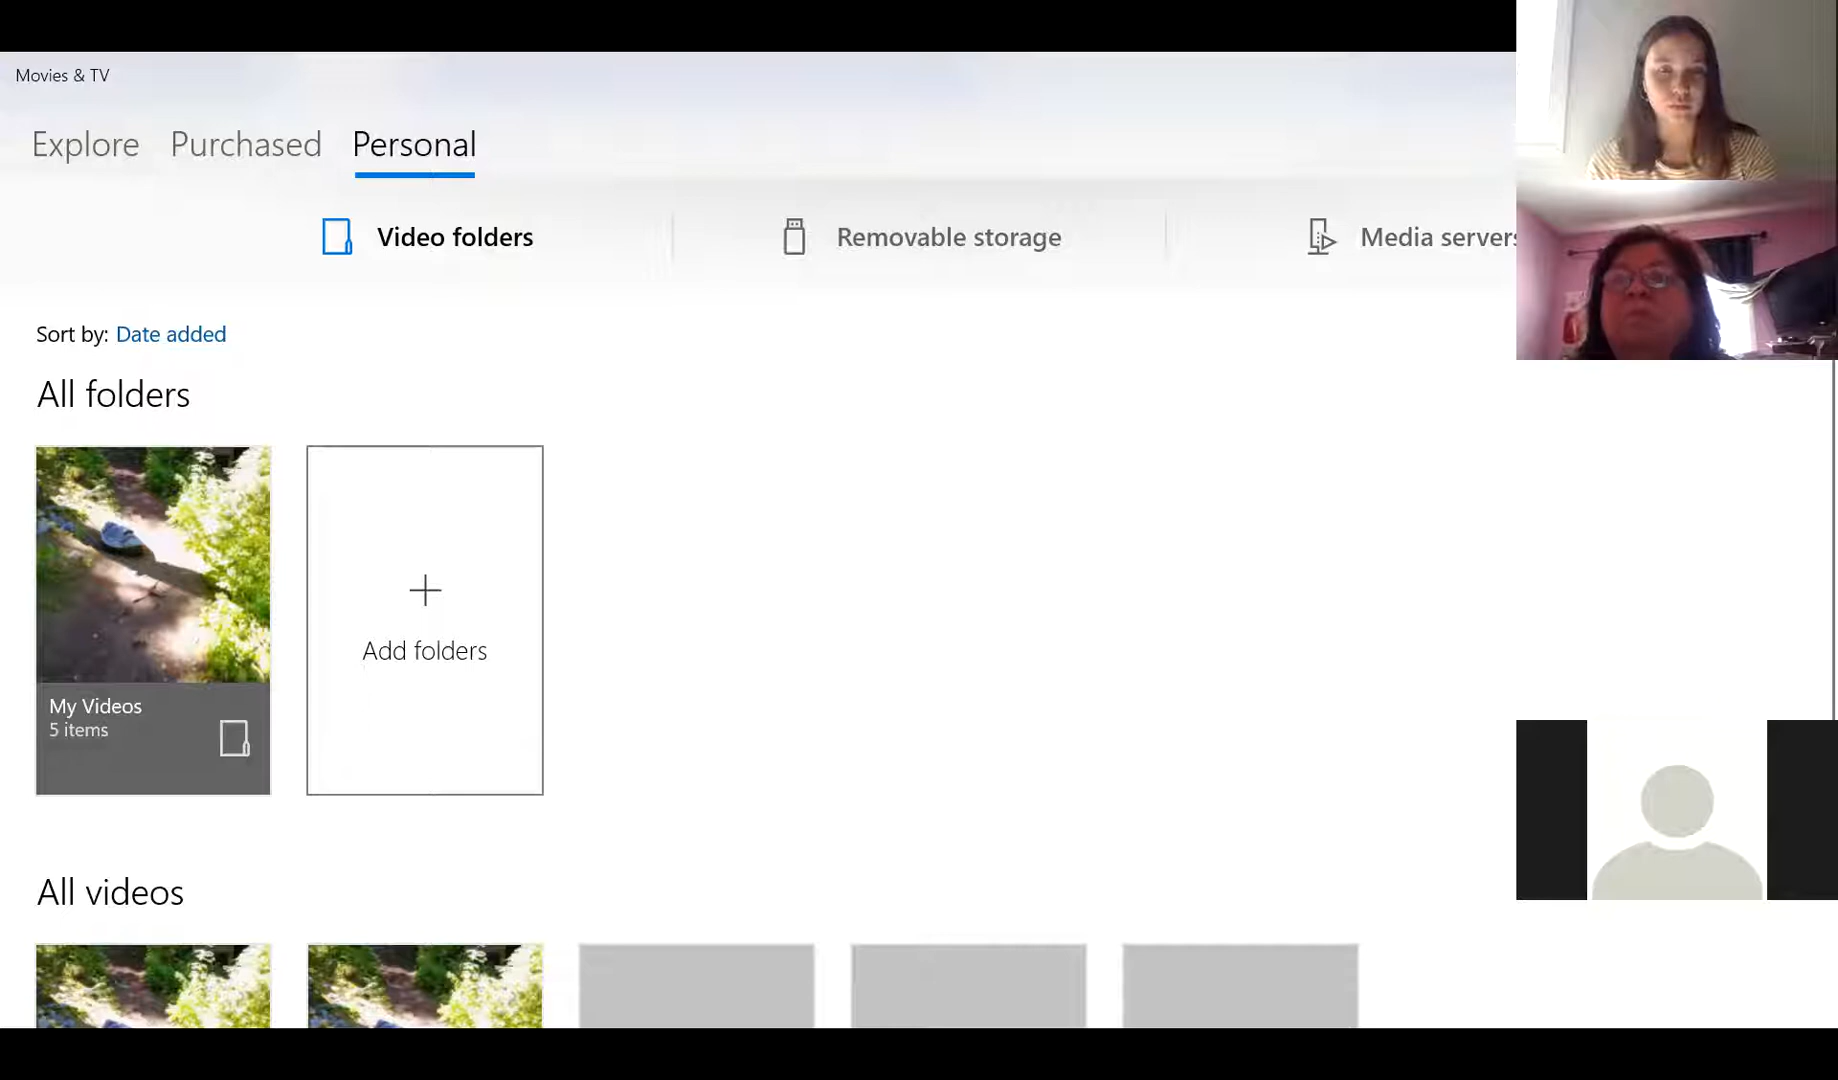 Movies & TV
Explore Purchased Personal
Video folders Removable storage Media servers
Sort by: Date added
All folders
My Videos
5 items
Add folders
All videos